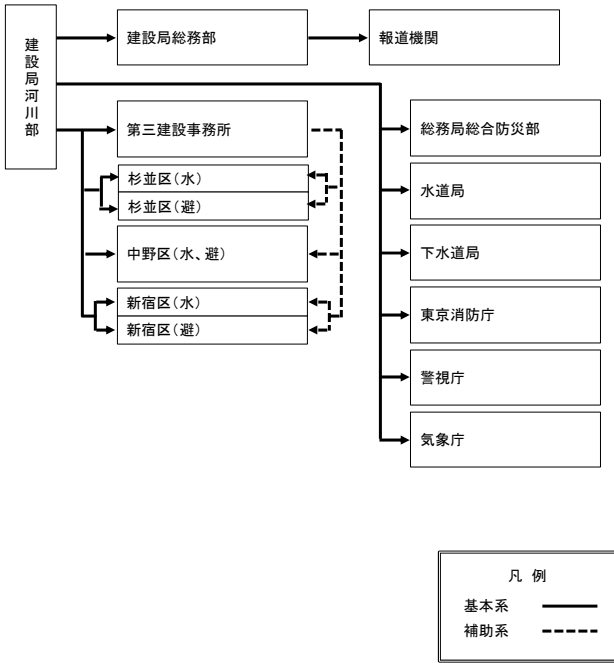 建設局河川部
建設局総務部
報道機関
第三建設事務所
杉並区(水)
杉並区(避)
中野区(水、避)
新宿区(水)
新宿区(避)
総務局総合防災部
水道局
下水道局
東京消防庁
警視庁
気象庁
凡 例
基本系
補助系